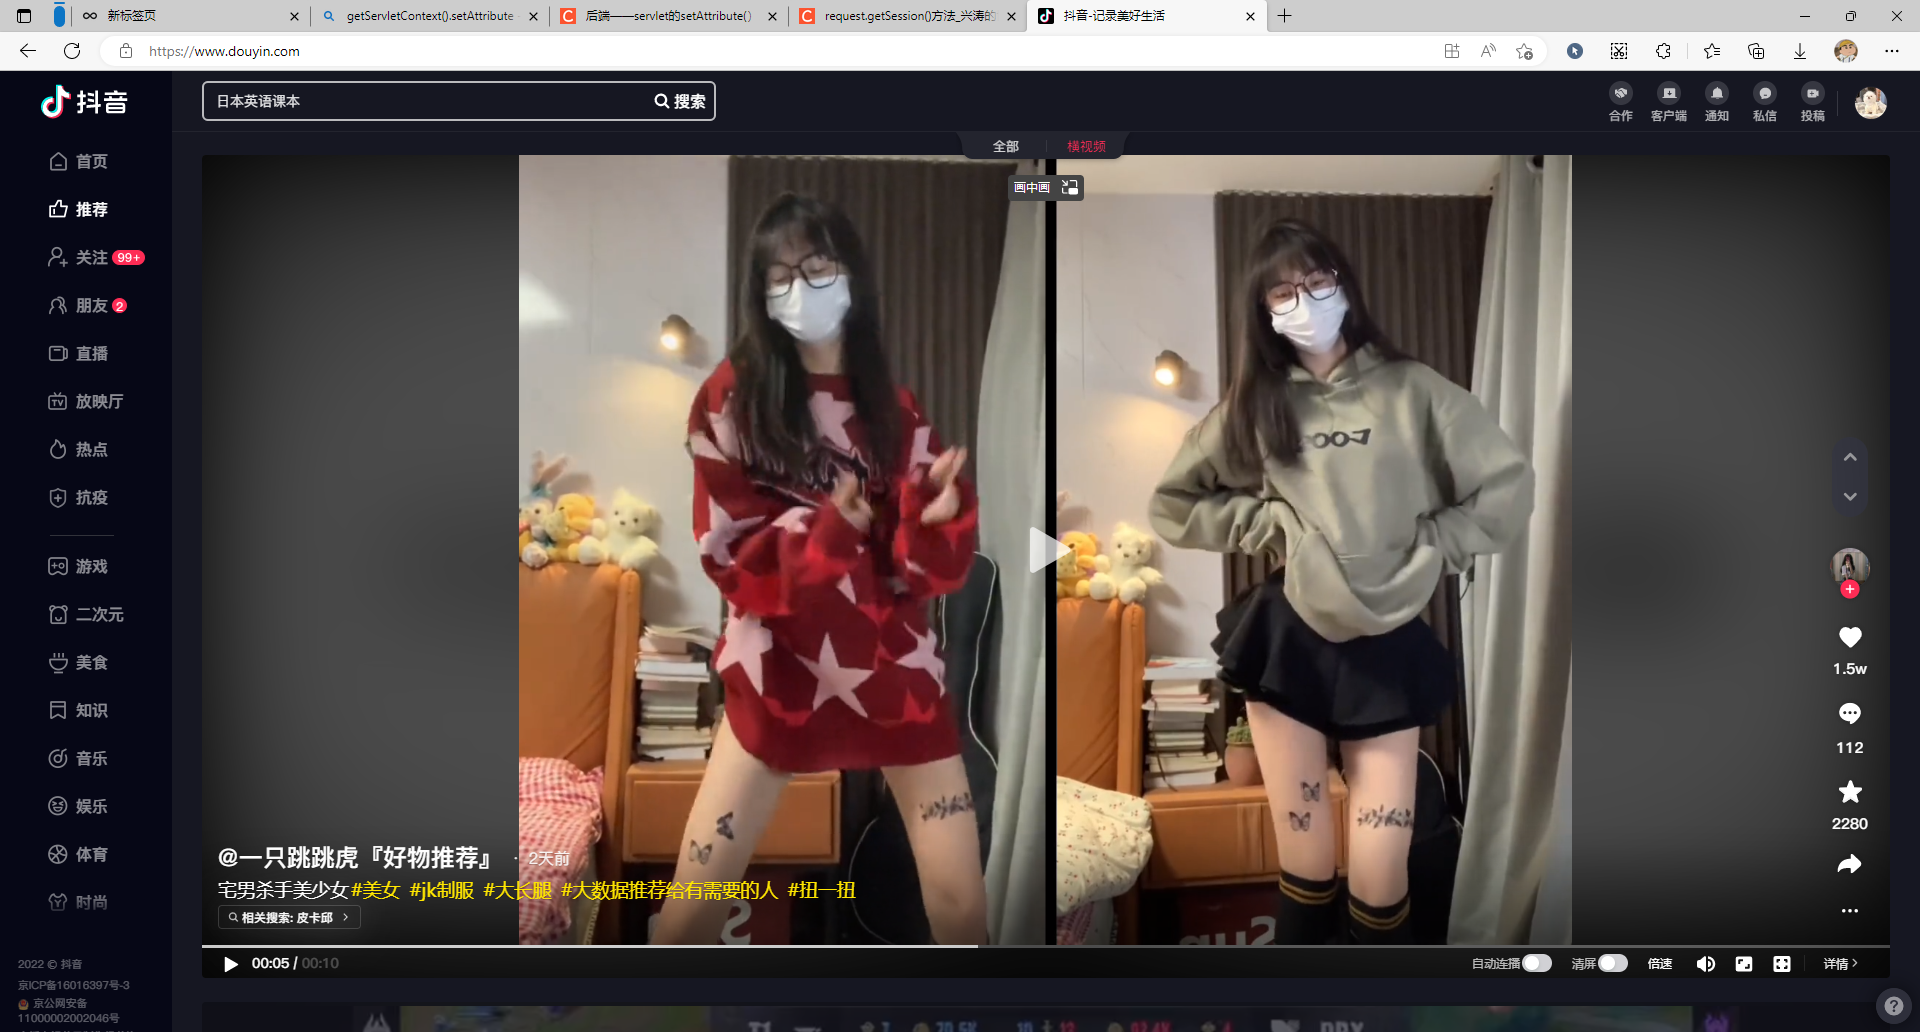 新标签页
getServletContext().setAttribute
后端——servlet的setAttribute()
request.getSession()方法_兴涛的
抖音-记录美好生活
https://www.douyin.com
抖音
日本英语课本
搜索
合作
客户端
通知
私信
投稿
全部
横视频
画中画
首页
推荐
关注 99+
朋友 2
直播
放映厅
热点
抗疫
游戏
二次元
美食
知识
音乐
娱乐
体育
时尚
2022 © 抖音
京ICP备16016397号-3
京公网安备
11000002002046号
1.5w
112
2280
@一只跳跳虎『好物推荐』 · 2天前
宅男杀手美少女#美女 #jk制服 #大长腿 #大数据推荐给有需要的人 #扭一扭
相关搜索: 皮卡邱
00:05 / 00:10
自动连播
清屏
倍速
详情